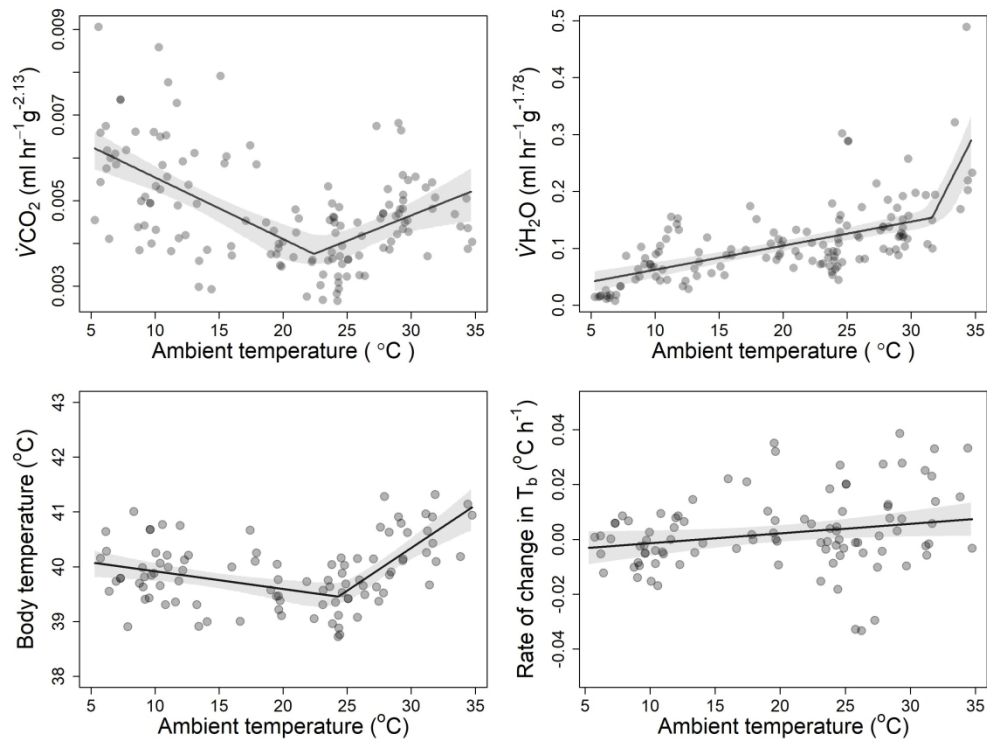 0.009
0.007
0.005
0.003
V̇CO₂ (ml hr⁻¹g⁻²·¹³)
5 10 15 20 25 30 35
Ambient temperature ( °C )
0.5
0.3
0.2
0.1
0.0
V̇H₂O (ml hr⁻¹g⁻¹·⁷⁸)
5 10 15 20 25 30 35
Ambient temperature ( °C )
43
42
41
40
39
38
Body temperature (°C)
5 10 15 20 25 30 35
Ambient temperature (°C)
0.04
0.02
0.00
-0.02
-0.04
Rate of change in T_b (°C h⁻¹)
5 10 15 20 25 30 35
Ambient temperature (°C)